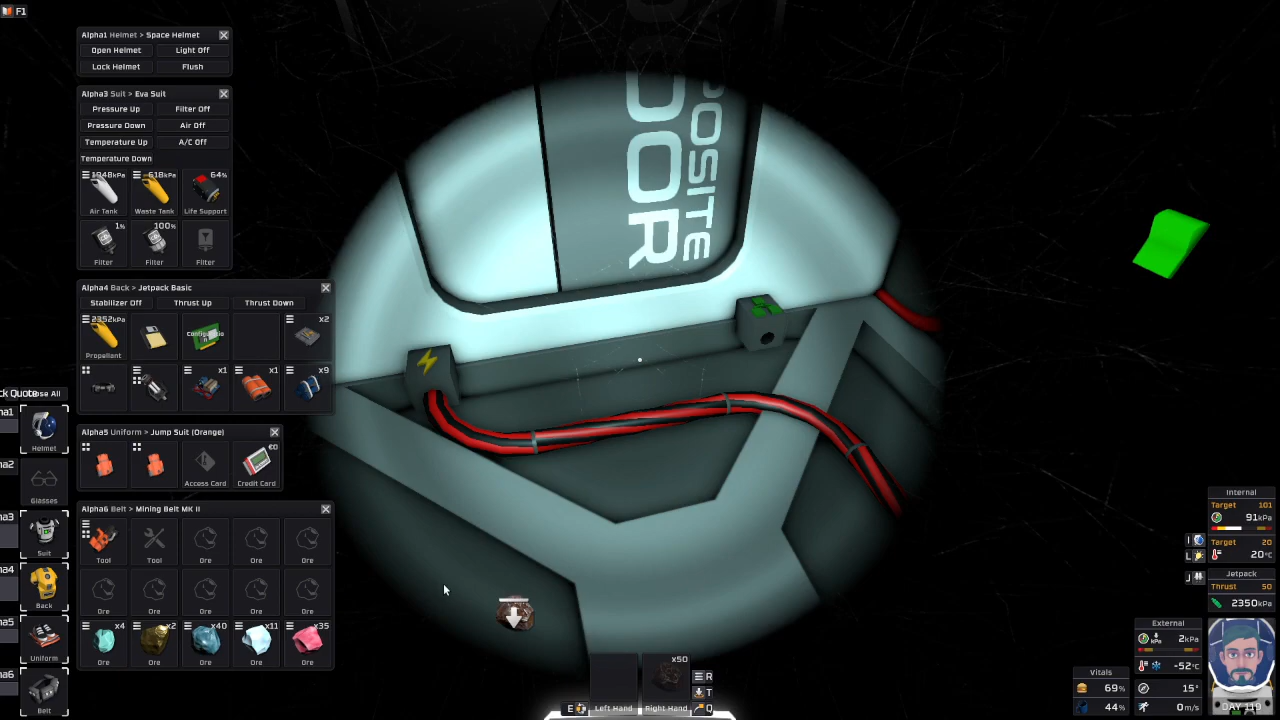 F1
Alpha1 Helmet > Space Helmet
Open Helmet Light Off
Lock Helmet Flush
Alpha3 Suit > Eva Suit
Pressure Up Filter Off
Pressure Down Air Off
Temperature Up A/C Off
Temperature Down
618kPa 64%
Air Tank Waste Tank Life Support
1% 100%
Filter Filter Filter
Alpha4 Back > Jetpack Basic
Stabilizer Off Thrust Up Thrust Down
2352kPa x2
Propellant
x1 x1 x9
Alpha5 Uniform > Jump Suit (Orange)
€0
Access Card Credit Card
Alpha6 Belt > Mining Belt MK II
Tool Tool Ore Ore Ore
Ore Ore Ore Ore Ore
x4 x2 x40 x11 x35
Ore Ore Ore Ore Ore
Helmet
Glasses
Suit
Back
Uniform
Belt
OOR
POSITE
x50
R
T
E Left Hand Right Hand Q
Internal
Target 101
91kPa
Target 20
20°C
I
L
J
Jetpack
Thrust 50
2350kPa
External
2kPa
-52°C
Vitals
69% 15°
44% 0m/s
DAY 119